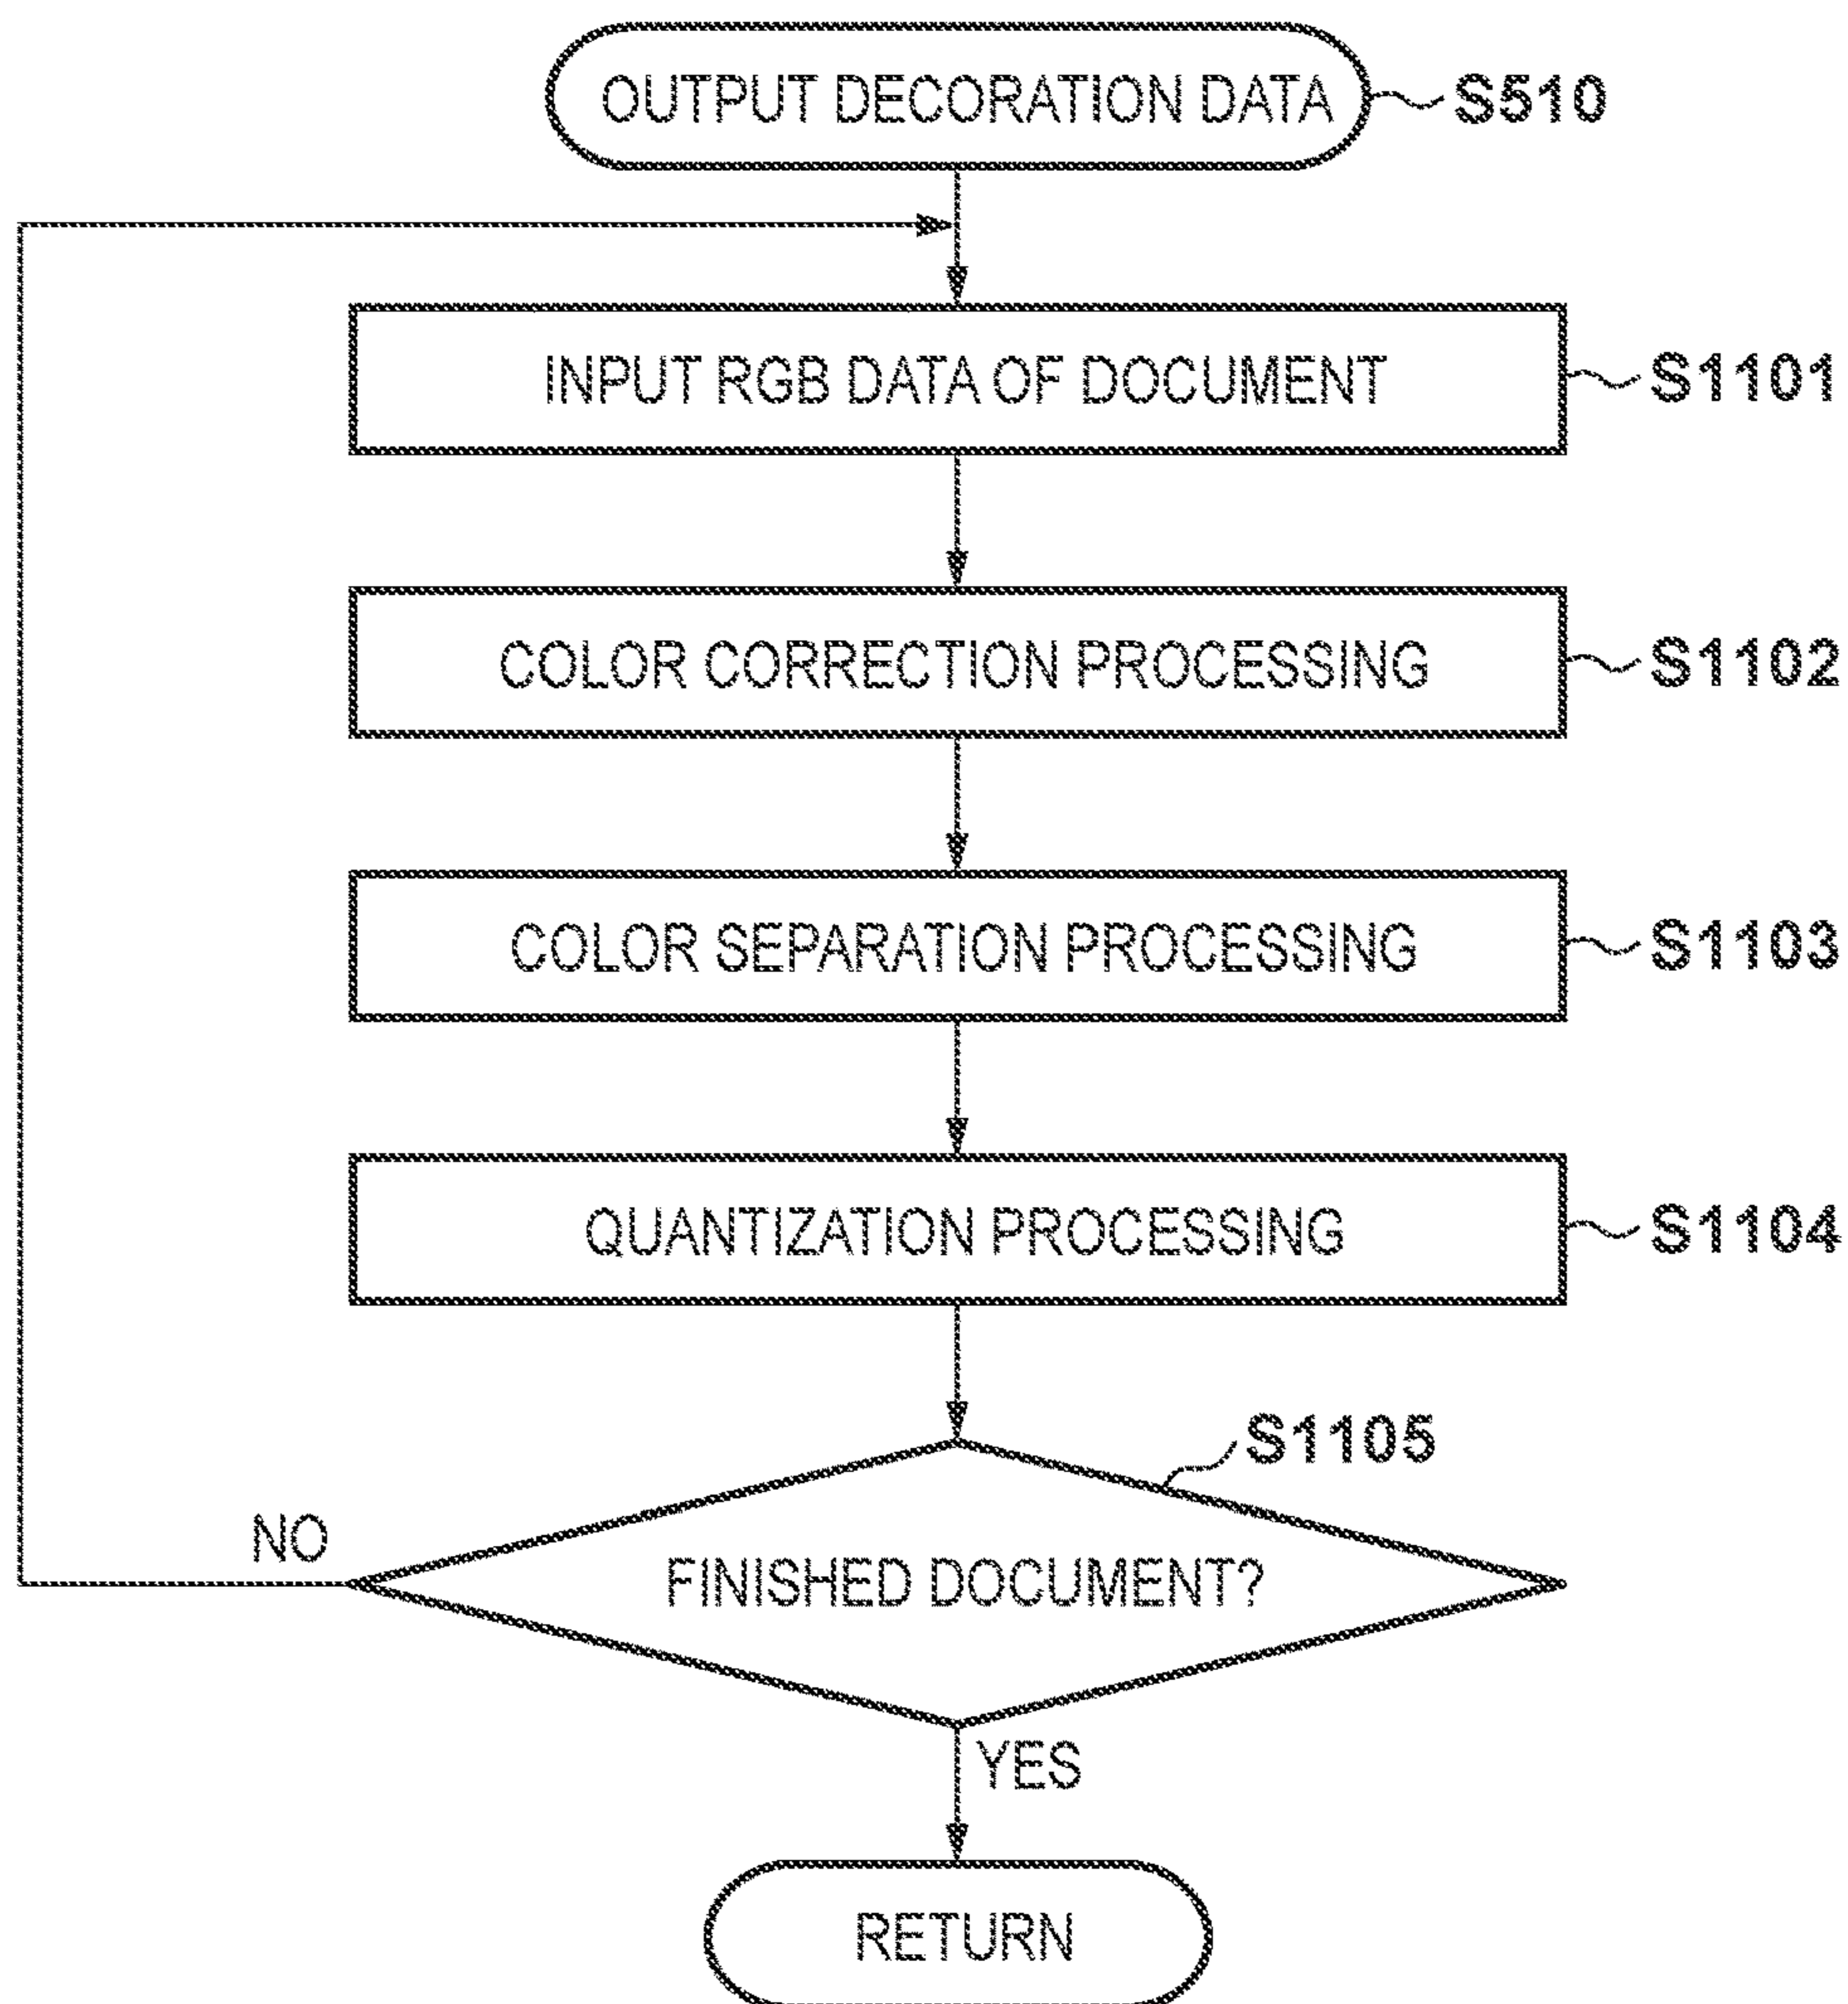 OUTPUT DECORATION DATA S510
INPUT RGB DATA OF DOCUMENT S1101
COLOR CORRECTION PROCESSING S1102
COLOR SEPARATION PROCESSING S1103
QUANTIZATION PROCESSING S1104
S1105
NO
FINISHED DOCUMENT?
YES
RETURN